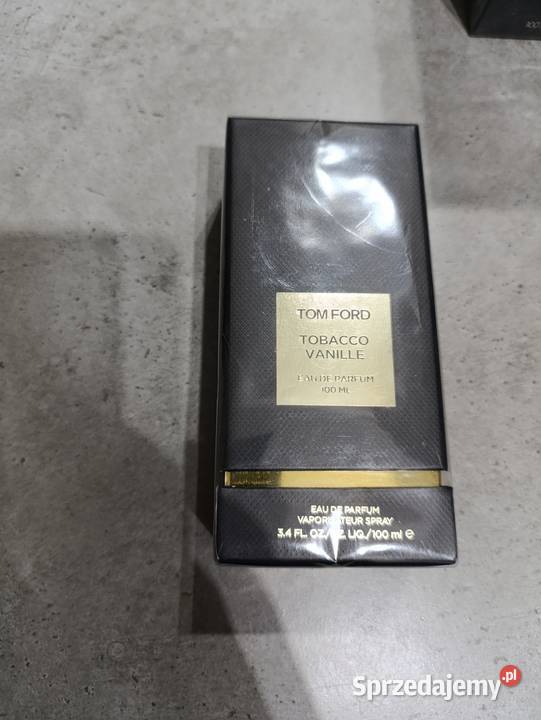 TOM FORD
TOBACCO
VANILLE
EAU DE PARFUM
100 ML
EAU DE PARFUM
VAPORISATEUR SPRAY
3.4 FL. OZ./OZ. LIQ./100 ml ℮
Sprzedajemy.pl